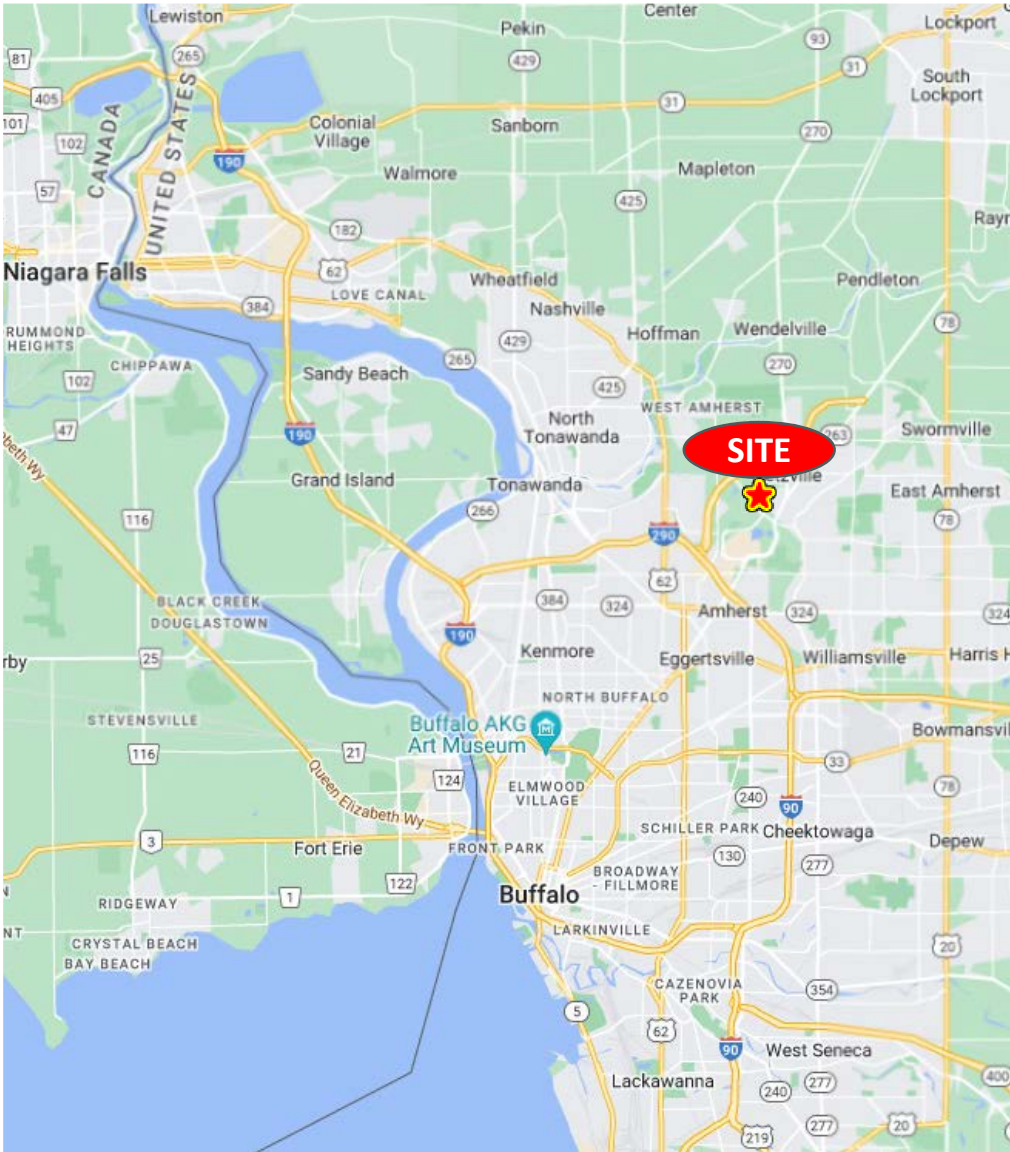 Lewiston
Center
Pekin
Lockport
265
93
81
429
31
405
South
Lockport
101
31
CANADA
UNITED STATES
Colonial
Village
Sanborn
270
102
190
Walmore
Mapleton
57
425
182
Niagara Falls
62
Wheatfield
Pendleton
LOVE CANAL
384
Nashville
78
HEIGHTS
429
Hoffman
Wendelville
CHIPPAWA
265
270
102
Sandy Beach
425
WEST AMHERST
47
190
North
Tonawanda
263
Swormville
SITE
Grand Island
Tonawanda
East Amherst
116
266
78
290
62
BLACK CREEK
DOUGLASTOWN
384
324
Amherst
324
324
190
25
Kenmore
Eggertsville
Williamsville
STEVENSVILLE
NORTH BUFFALO
Buffalo AKG
Art Museum
116
21
33
124
ELMWOOD
VILLAGE
240
90
78
Queen Elizabeth Wy
SCHILLER PARK
Cheektowaga
3
Fort Erie
FRONT PARK
130
277
Depew
122
BROADWAY
- FILLMORE
1
Buffalo
RIDGEWAY
LARKINVILLE
CRYSTAL BEACH
BAY BEACH
20
CAZENOVIA
PARK
354
5
62
90
West Seneca
Lackawanna
240
277
400
219
277
20